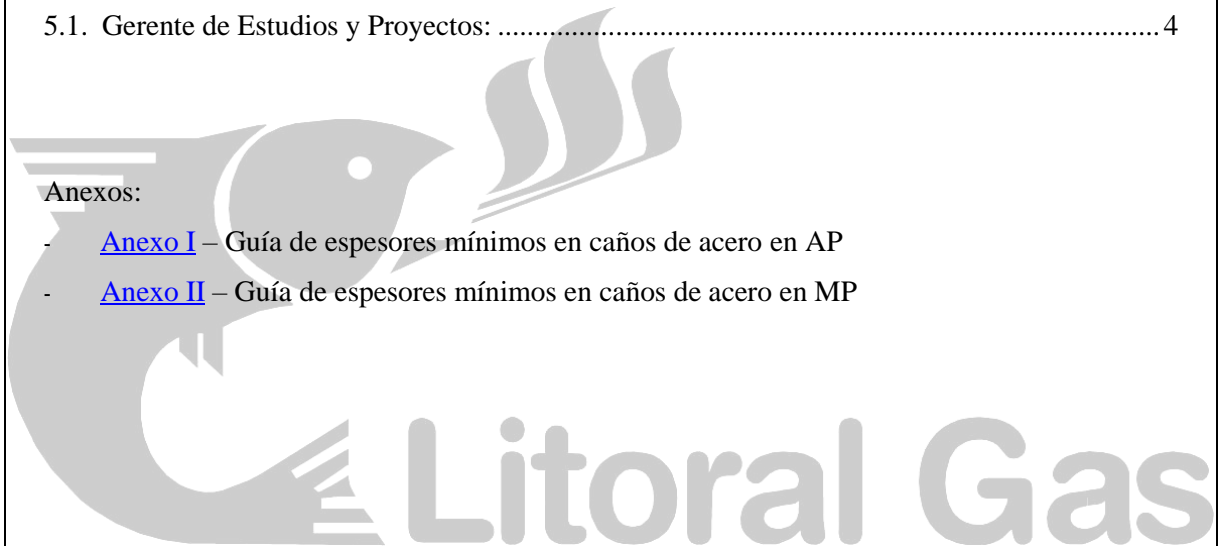 5.1. Gerente de Estudios y Proyectos: ............................................................................................ 4
Anexos:
- Anexo I – Guía de espesores mínimos en caños de acero en AP
- Anexo II – Guía de espesores mínimos en caños de acero en MP
Litoral Gas